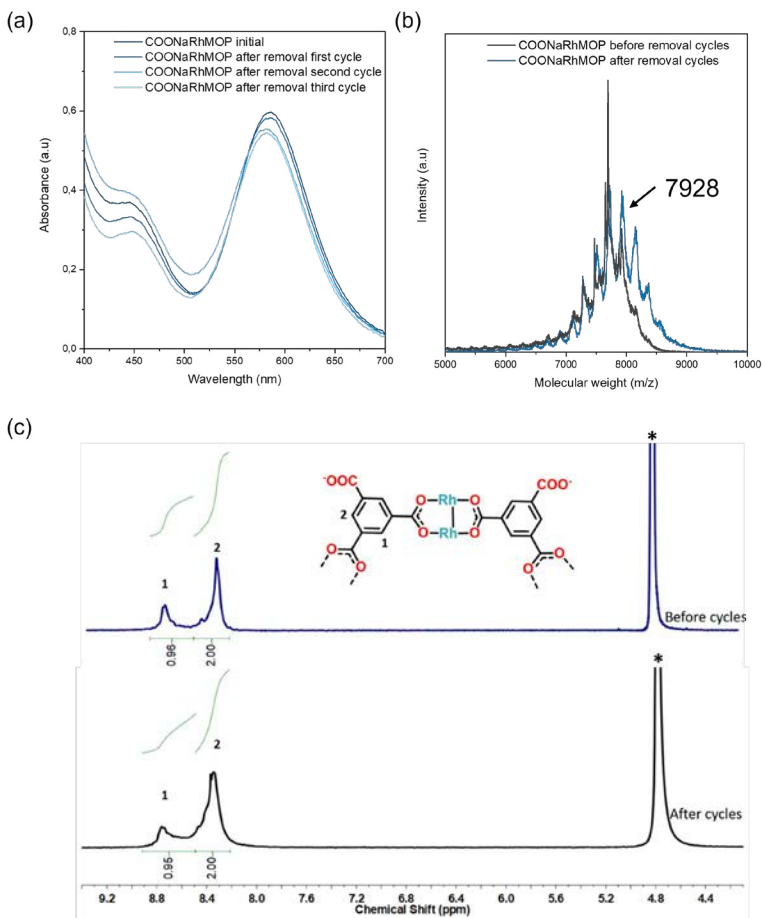 (a)
COONaRhMOP initial
COONaRhMOP after removal first cycle
COONaRhMOP after removal second cycle
COONaRhMOP after removal third cycle
0,8
0,6
0,4
0,2
0,0
Absorbance (a.u)
400 450 500 550 600 650 700
Wavelength (nm)
(b)
COONaRhMOP before removal cycles
COONaRhMOP after removal cycles
7928
Intensity (a.u)
5000 6000 7000 8000 9000 10000
Molecular weight (m/z)
(c)
*
-OOC COO-
O Rh O
2
1
O Rh O
O O O O
1 2
Before cycles
0.96 2.00
*
1 2
After cycles
0.95 2.00
9.2 8.8 8.4 8.0 7.6 7.2 6.8 6.4 6.0 5.6 5.2 4.8 4.4
Chemical Shift (ppm)